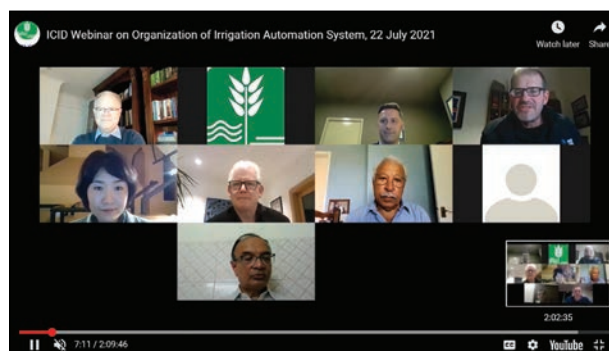 ICID Webinar on Organization of Irrigation Automation System, 22 July 2021
Watch later
Share
2:02:35
7:11 / 2:09:46
CC
YouTube